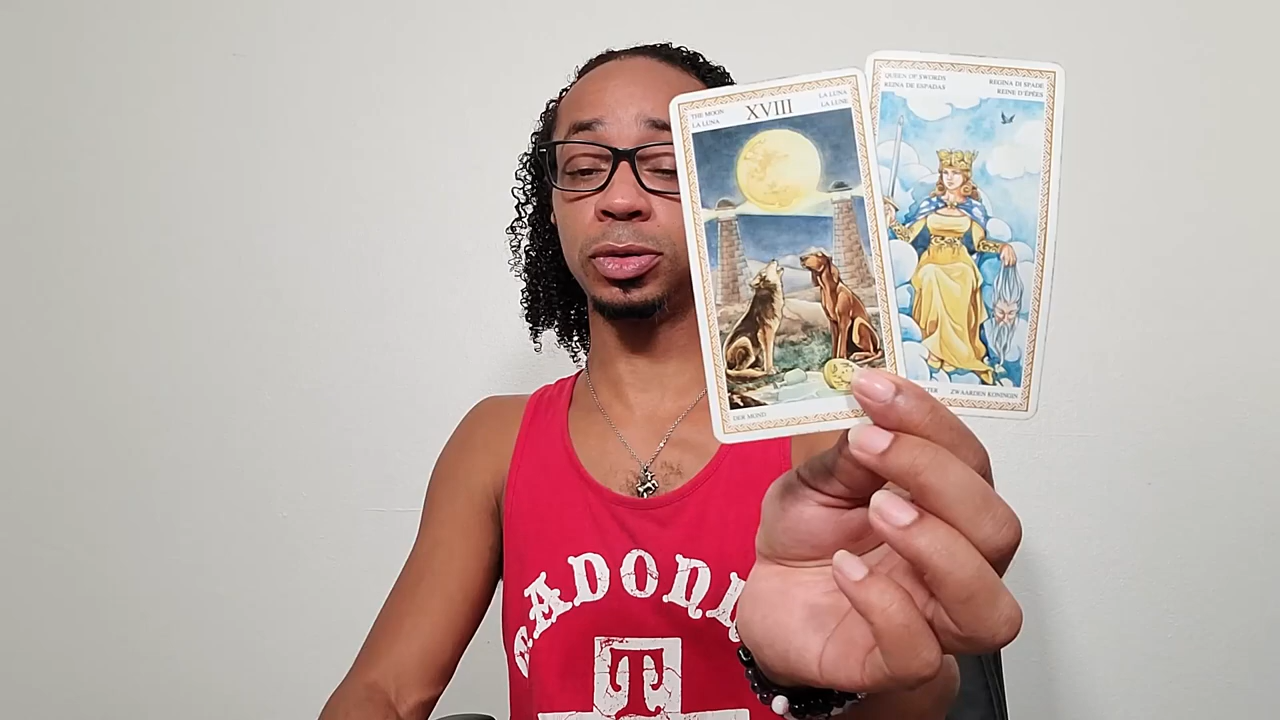 THE MOON
LA LUNA
XVIII
LA LUNA
LA LUNE
DER MOND
QUEEN OF SWORDS
REINA DE ESPADAS
REGINA DI SPADE
REINE D'ÉPÉES
ZWAARDEN KONINGIN